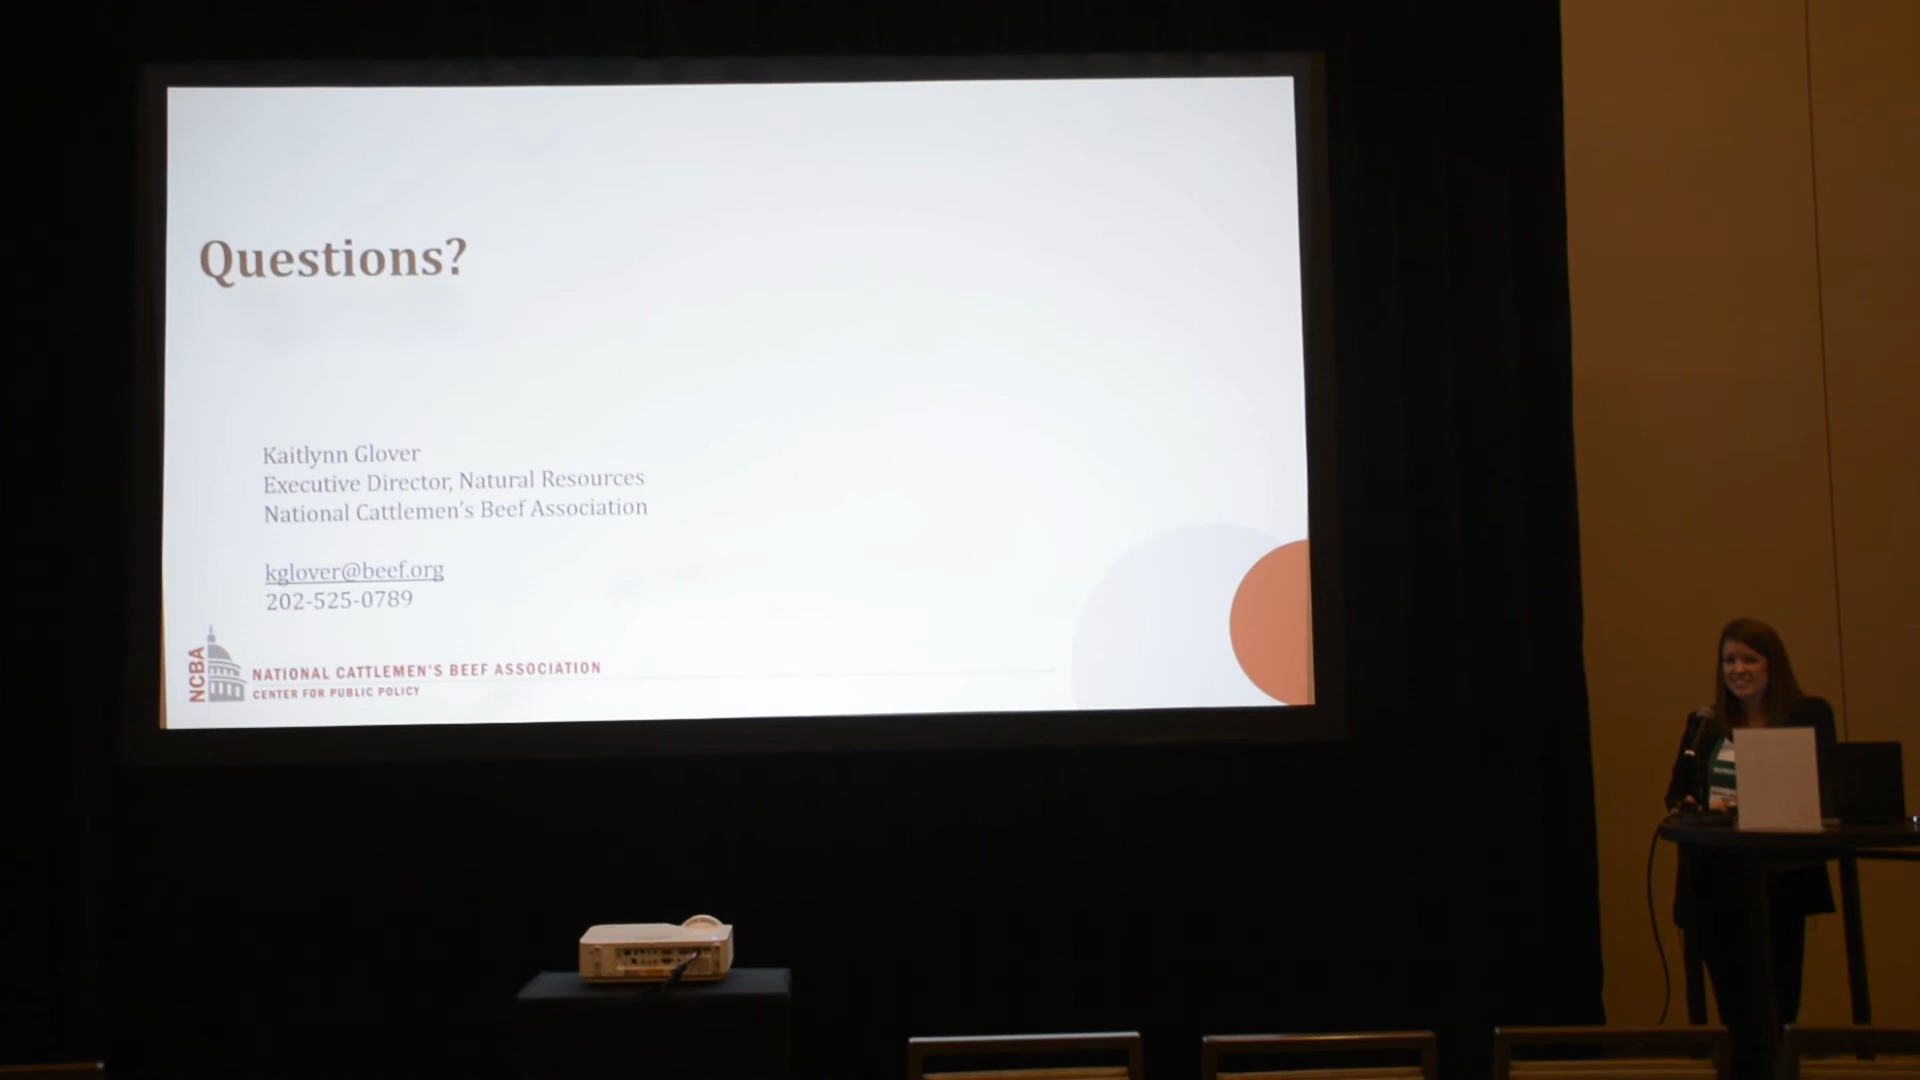 Questions?
Kaitlynn Glover
Executive Director, Natural Resources
National Cattlemen's Beef Association
kglover@beef.org
202-525-0789
NCBA
NATIONAL CATTLEMEN'S BEEF ASSOCIATION
CENTER FOR PUBLIC POLICY